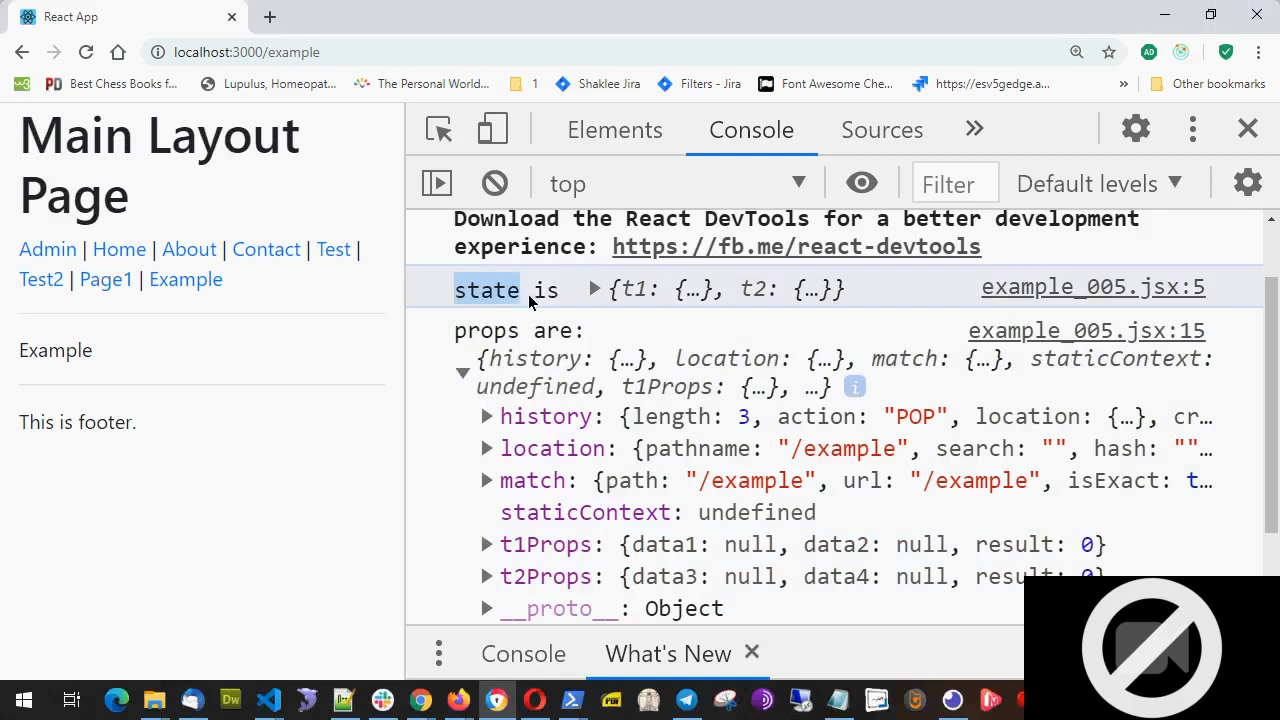 React App
localhost:3000/example
Best Chess Books f...
Lupulus, Homeopat...
The Personal World...
1
Shaklee Jira
Filters - Jira
Font Awesome Che...
https://esv5gedge.a...
»
Other bookmarks
Main Layout
Page
Admin | Home | About | Contact | Test |
Test2 | Page1 | Example
Example
This is footer.
Elements
Console
Sources
top
Filter
Default levels
Download the React DevTools for a better development
experience: https://fb.me/react-devtools
state is {t1: {…}, t2: {…}} example_005.jsx:5
props are: example_005.jsx:15
{history: {…}, location: {…}, match: {…}, staticContext:
undefined, t1Props: {…}, …}
history: {length: 3, action: "POP", location: {…}, cr…
location: {pathname: "/example", search: "", hash: ""…
match: {path: "/example", url: "/example", isExact: t…
staticContext: undefined
t1Props: {data1: null, data2: null, result: 0}
t2Props: {data3: null, data4: null, result: 0}
__proto__: Object
Console
What's New